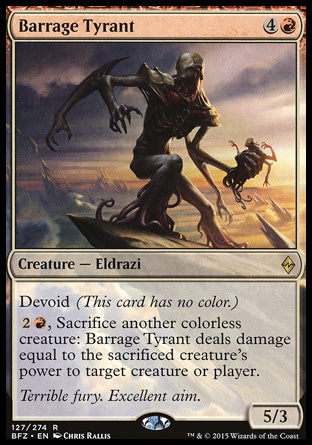 Barrage Tyrant 4
Creature — Eldrazi
Devoid (This card has no color.)
2 , Sacrifice another colorless
creature: Barrage Tyrant deals damage
equal to the sacrificed creature's
power to target creature or player.
Terrible fury. Excellent aim.
5/3
127/274 R
BFZ • EN Chris Rallis ™ & © 2015 Wizards of the Coast